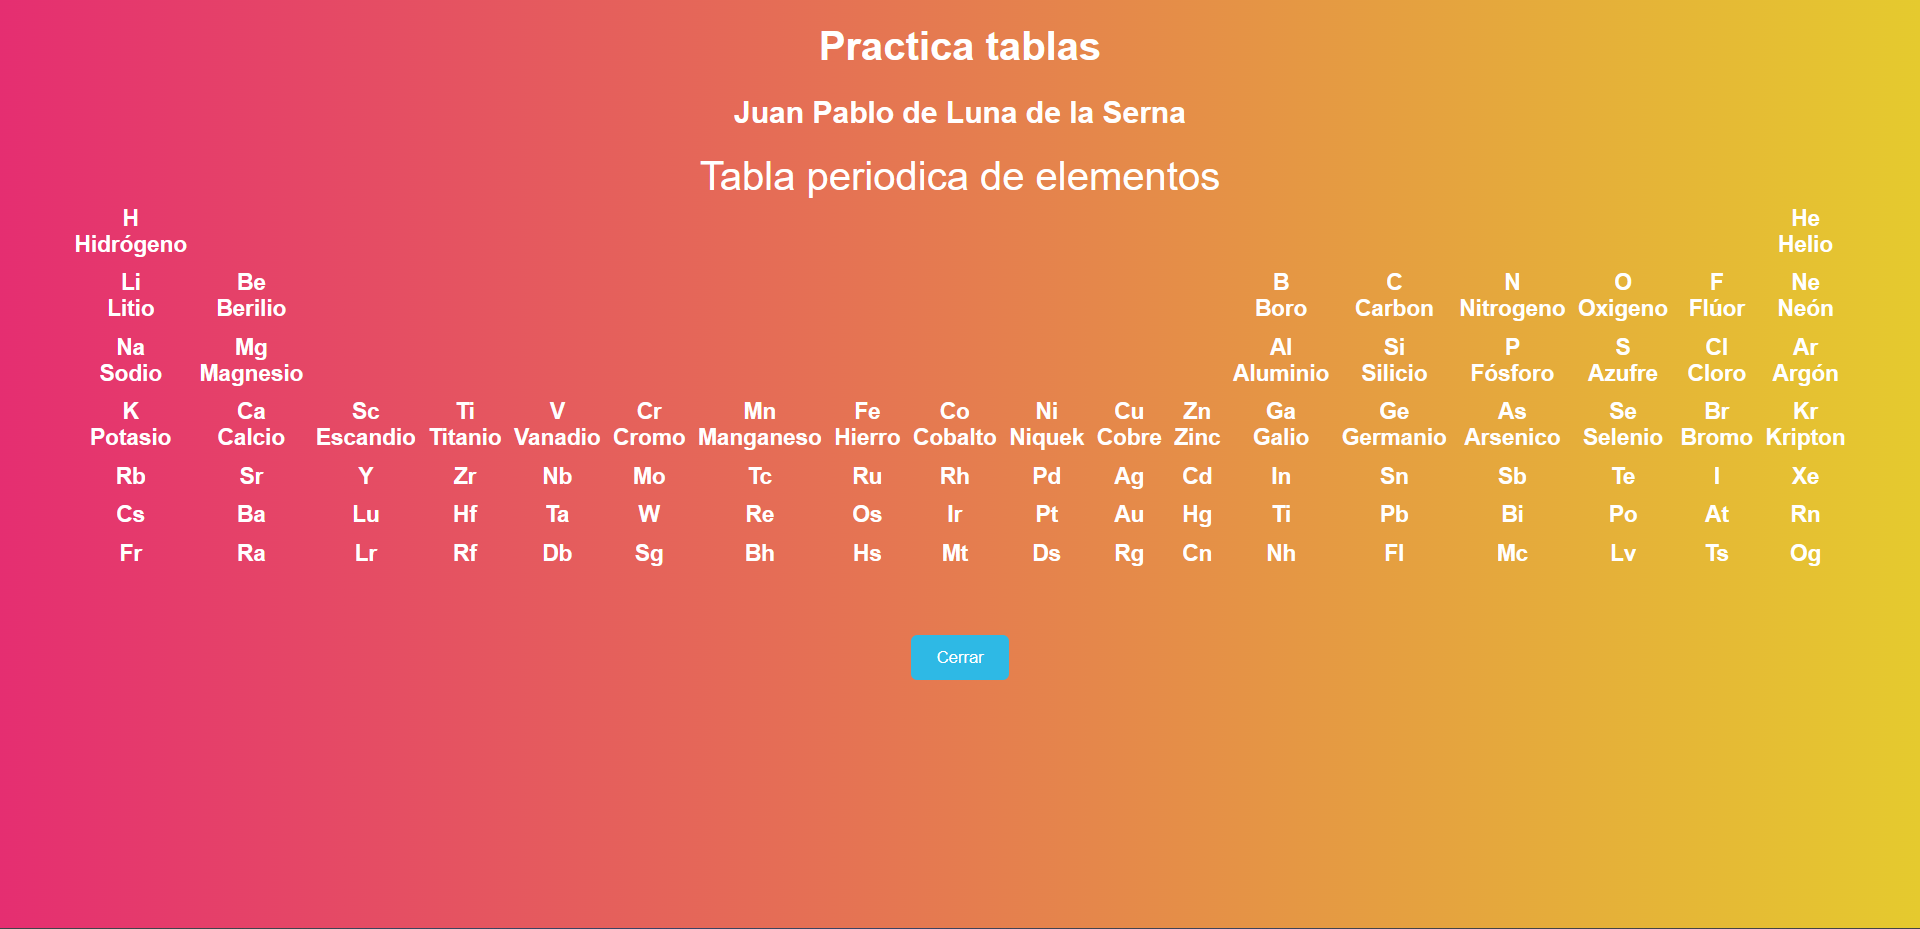 Practica tablas
Juan Pablo de Luna de la Serna
Tabla periodica de elementos
H He
Hidrógeno Helio
Li Be B C N O F Ne
Litio Berilio Boro Carbon Nitrogeno Oxigeno Flúor Neón
Na Mg Al Si P S Cl Ar
Sodio Magnesio Aluminio Silicio Fósforo Azufre Cloro Argón
K Ca Sc Ti V Cr Mn Fe Co Ni Cu Zn Ga Ge As Se Br Kr
Potasio Calcio Escandio Titanio Vanadio Cromo Manganeso Hierro Cobalto Niquek Cobre Zinc Galio Germanio Arsenico Selenio Bromo Kripton
Rb Sr Y Zr Nb Mo Tc Ru Rh Pd Ag Cd In Sn Sb Te I Xe
Cs Ba Lu Hf Ta W Re Os Ir Pt Au Hg Ti Pb Bi Po At Rn
Fr Ra Lr Rf Db Sg Bh Hs Mt Ds Rg Cn Nh Fl Mc Lv Ts Og
Cerrar